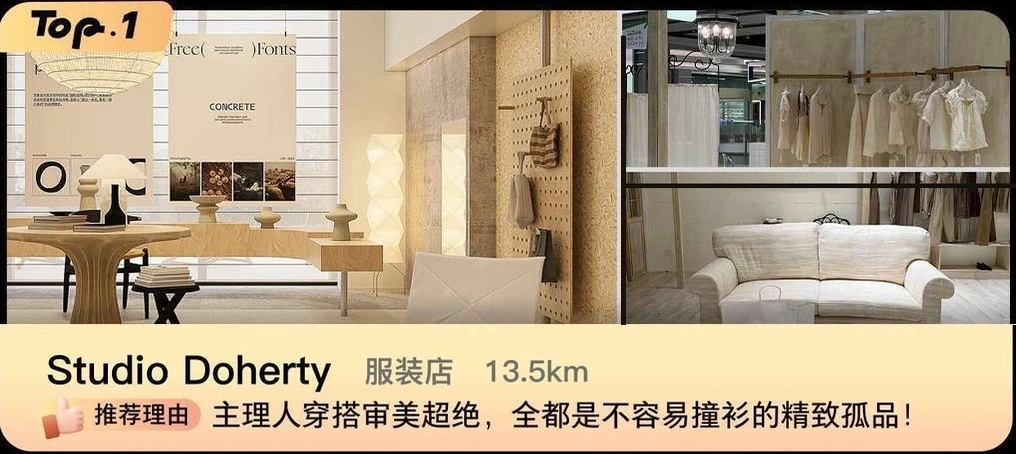 Top.1
Free( )Fonts
CONCRETE
Studio Doherty 服装店 13.5km
推荐理由 主理人穿搭审美超绝，全都是不容易撞衫的精致孤品！